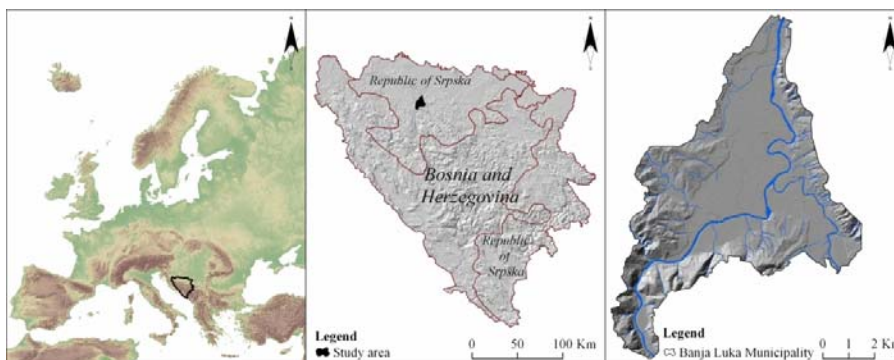 Republic of Srpska
Bosnia and
Herzegovina
Republic
of
Srpska
Legend
Study area
0 50 100 Km
Legend
Banja Luka Municipality
0 1 2 Km